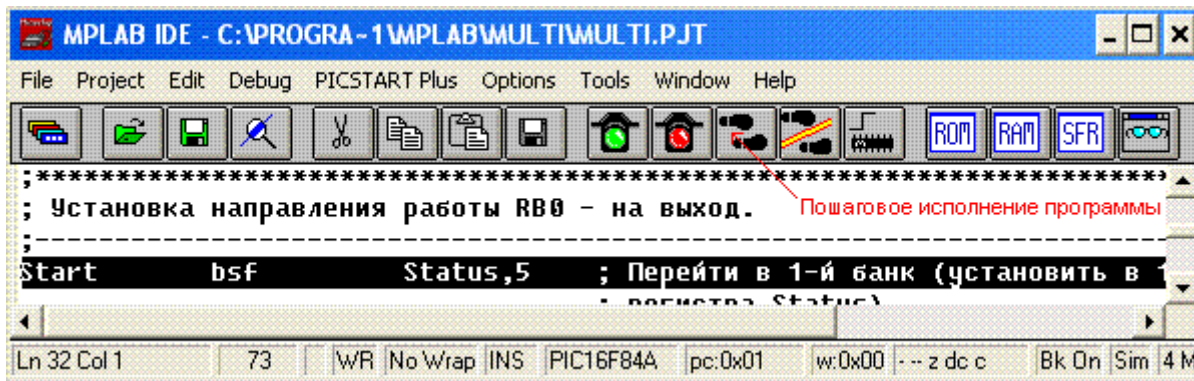 MPLAB IDE - C:\PROGRA~1\MPLAB\MULTI\MULTI.PJT
File Project Edit Debug PICSTART Plus Options Tools Window Help
ROM RAM SFR
;************************************************************************
; Установка направления работы RB0 - на выход.
Пошаговое исполнение программы
;------------------------------------------------------------------------
Start bsf Status,5 ; Перейти в 1-й банк (установить в 1
; регистра Status)
Ln 32 Col 1 73 WR No Wrap INS PIC16F84A pc:0x01 w:0x00 - -- z dc c Bk On Sim 4 M